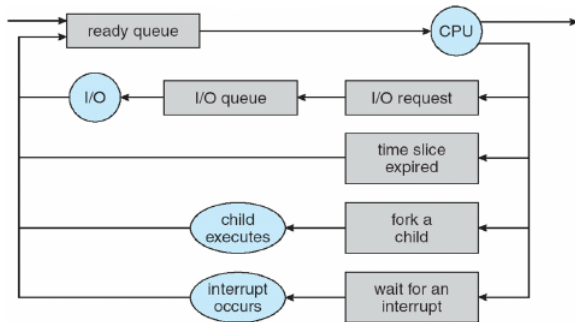 ready queue
CPU
I/O
I/O queue
I/O request
time slice
expired
child
executes
fork a
child
interrupt
occurs
wait for an
interrupt